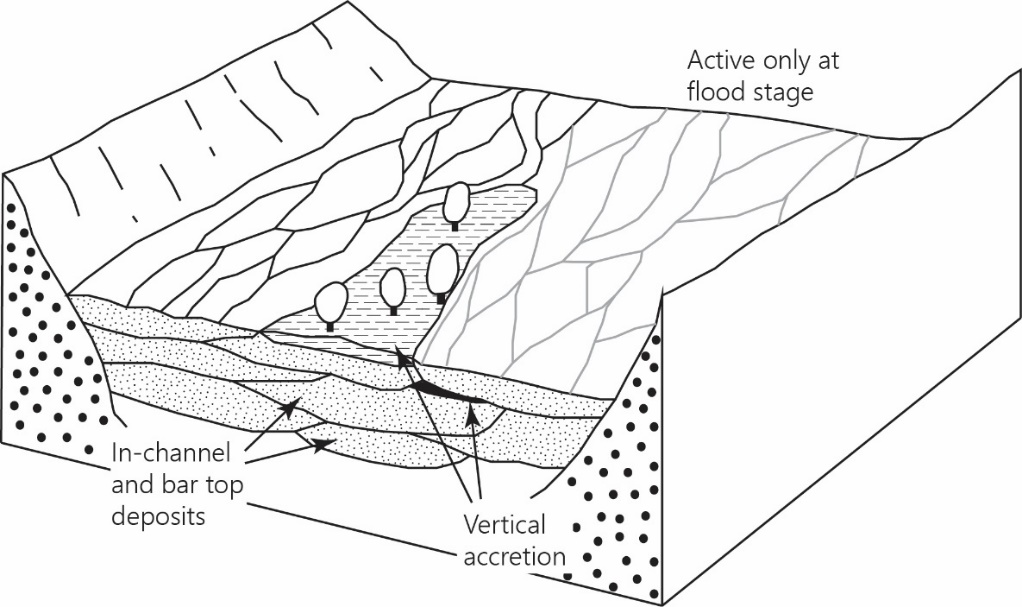 Active only at
flood stage
In-channel
and bar top
deposits
Vertical
accretion